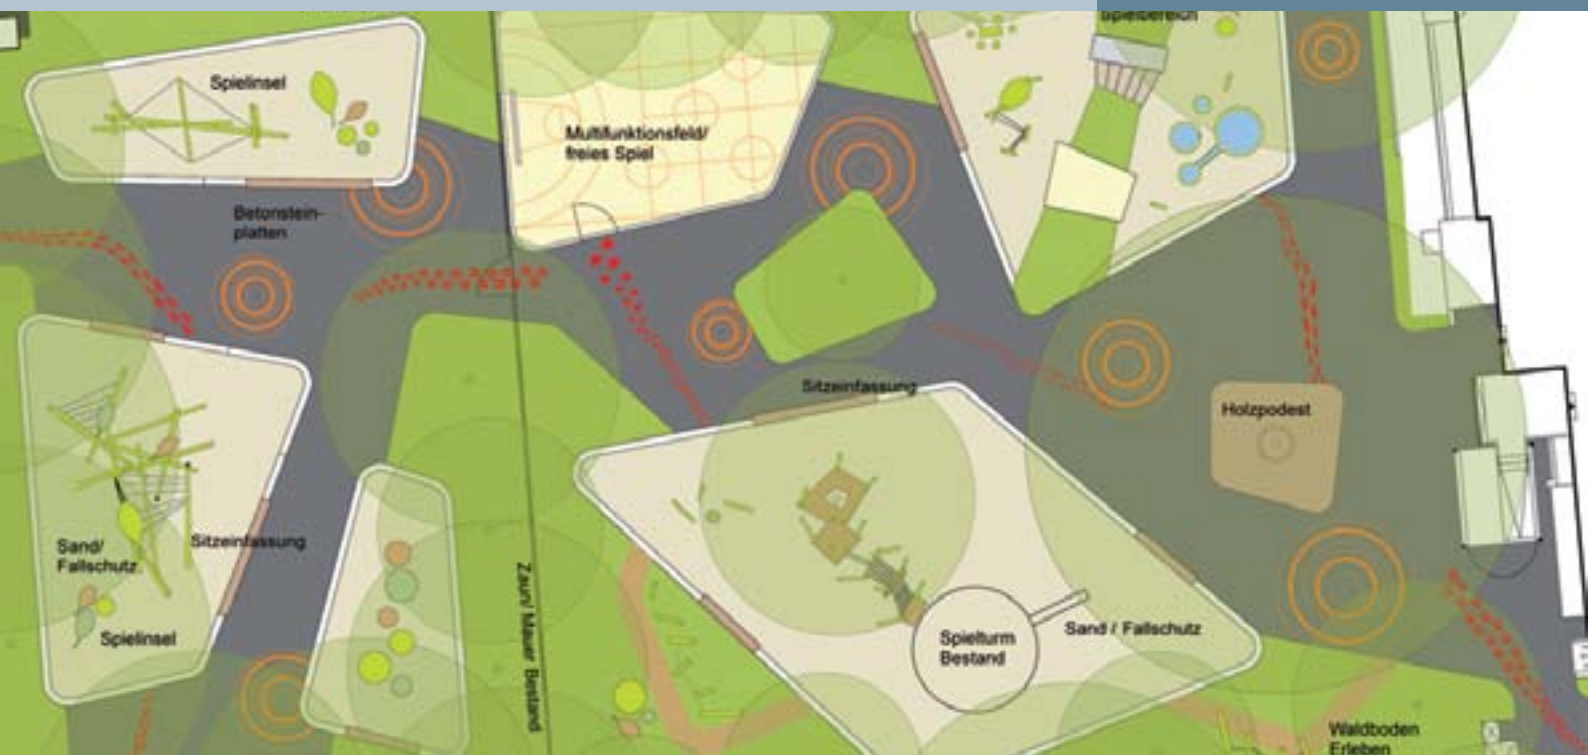 Spielbereich
Spielinsel
Multifunktionsfeld/
freies Spiel
Betonstein-
platten
Sitzeinfassung
Holzpodest
Sand/
Fallschutz
Sitzeinfassung
Spielinsel
Zaun/ Mauer Bestand
Spielturm
Bestand
Sand / Fallschutz
Waldboden
Erleben